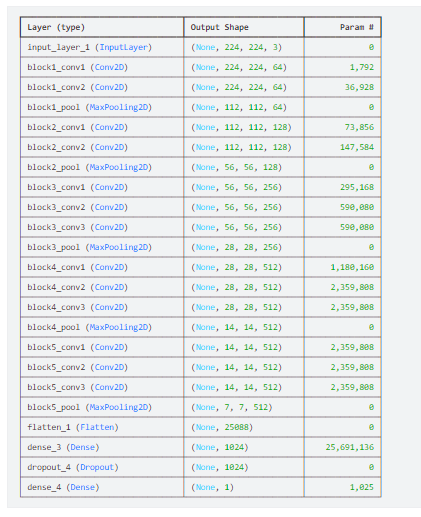 Layer (type) Output Shape Param #
input_layer_1 (InputLayer) (None, 224, 224, 3) 0
block1_conv1 (Conv2D) (None, 224, 224, 64) 1,792
block1_conv2 (Conv2D) (None, 224, 224, 64) 36,928
block1_pool (MaxPooling2D) (None, 112, 112, 64) 0
block2_conv1 (Conv2D) (None, 112, 112, 128) 73,856
block2_conv2 (Conv2D) (None, 112, 112, 128) 147,584
block2_pool (MaxPooling2D) (None, 56, 56, 128) 0
block3_conv1 (Conv2D) (None, 56, 56, 256) 295,168
block3_conv2 (Conv2D) (None, 56, 56, 256) 590,080
block3_conv3 (Conv2D) (None, 56, 56, 256) 590,080
block3_pool (MaxPooling2D) (None, 28, 28, 256) 0
block4_conv1 (Conv2D) (None, 28, 28, 512) 1,180,160
block4_conv2 (Conv2D) (None, 28, 28, 512) 2,359,808
block4_conv3 (Conv2D) (None, 28, 28, 512) 2,359,808
block4_pool (MaxPooling2D) (None, 14, 14, 512) 0
block5_conv1 (Conv2D) (None, 14, 14, 512) 2,359,808
block5_conv2 (Conv2D) (None, 14, 14, 512) 2,359,808
block5_conv3 (Conv2D) (None, 14, 14, 512) 2,359,808
block5_pool (MaxPooling2D) (None, 7, 7, 512) 0
flatten_1 (Flatten) (None, 25088) 0
dense_3 (Dense) (None, 1024) 25,691,136
dropout_4 (Dropout) (None, 1024) 0
dense_4 (Dense) (None, 1) 1,025